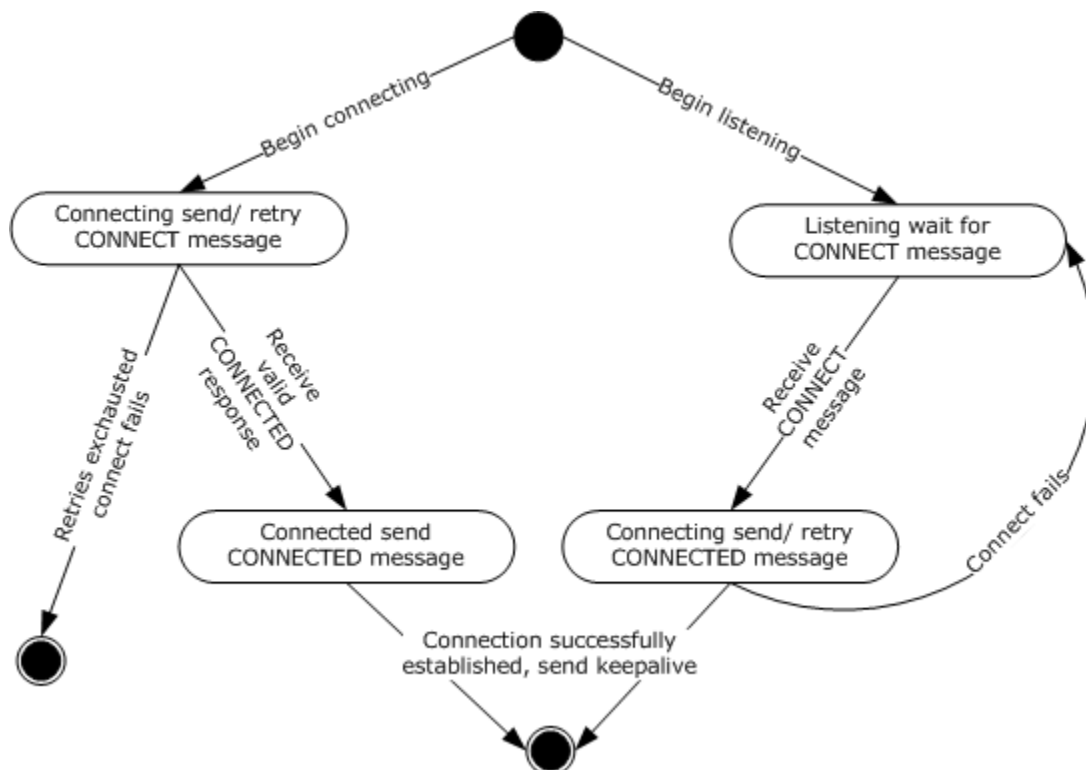 Begin connecting
Begin listening
Connecting send/ retry
CONNECT message
Listening wait for
CONNECT message
Retries exhausted
connect fails
Receive
valid
CONNECTED
response
Receive
CONNECT
message
Connect fails
Connected send
CONNECTED message
Connecting send/ retry
CONNECTED message
Connection successfully
established, send keepalive